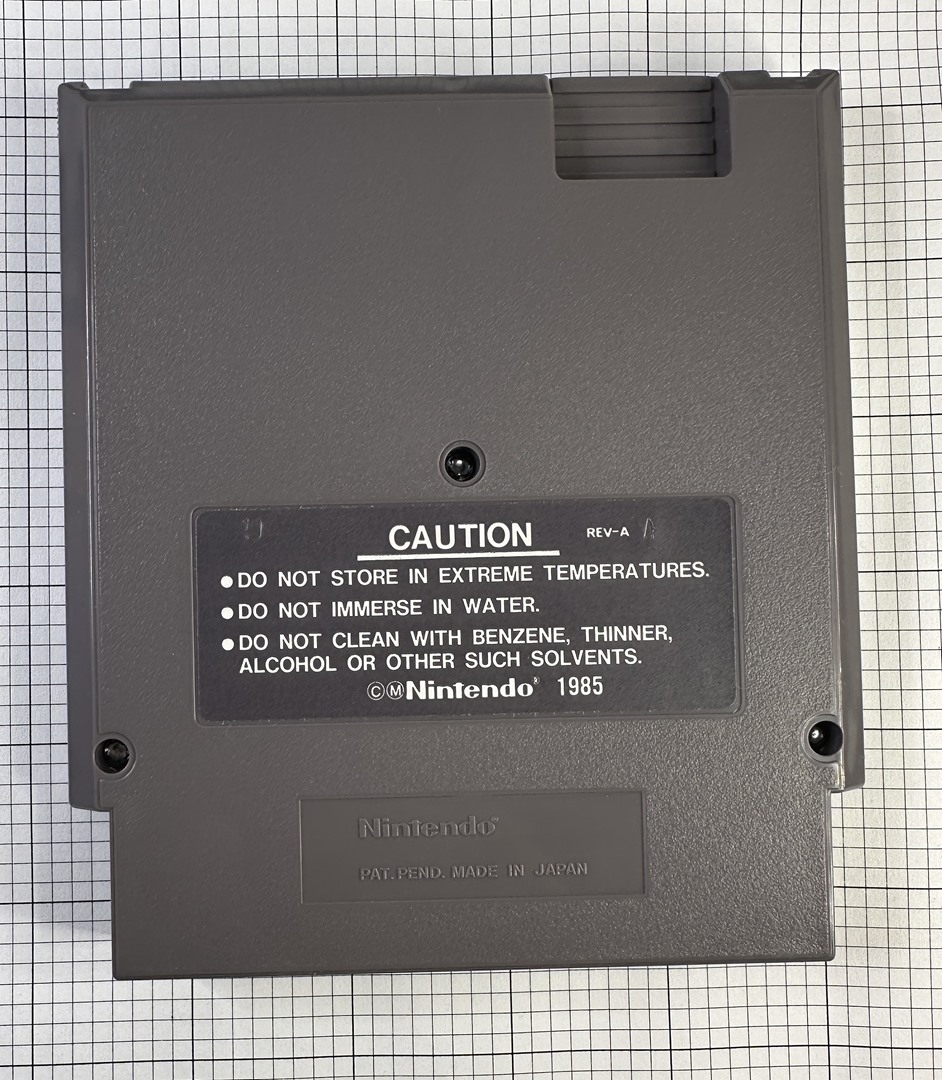 CAUTION REV-A A
●DO NOT STORE IN EXTREME TEMPERATURES.
●DO NOT IMMERSE IN WATER.
●DO NOT CLEAN WITH BENZENE, THINNER,
ALCOHOL OR OTHER SUCH SOLVENTS.
©ⓂNintendo® 1985
Nintendo®
PAT. PEND. MADE IN JAPAN